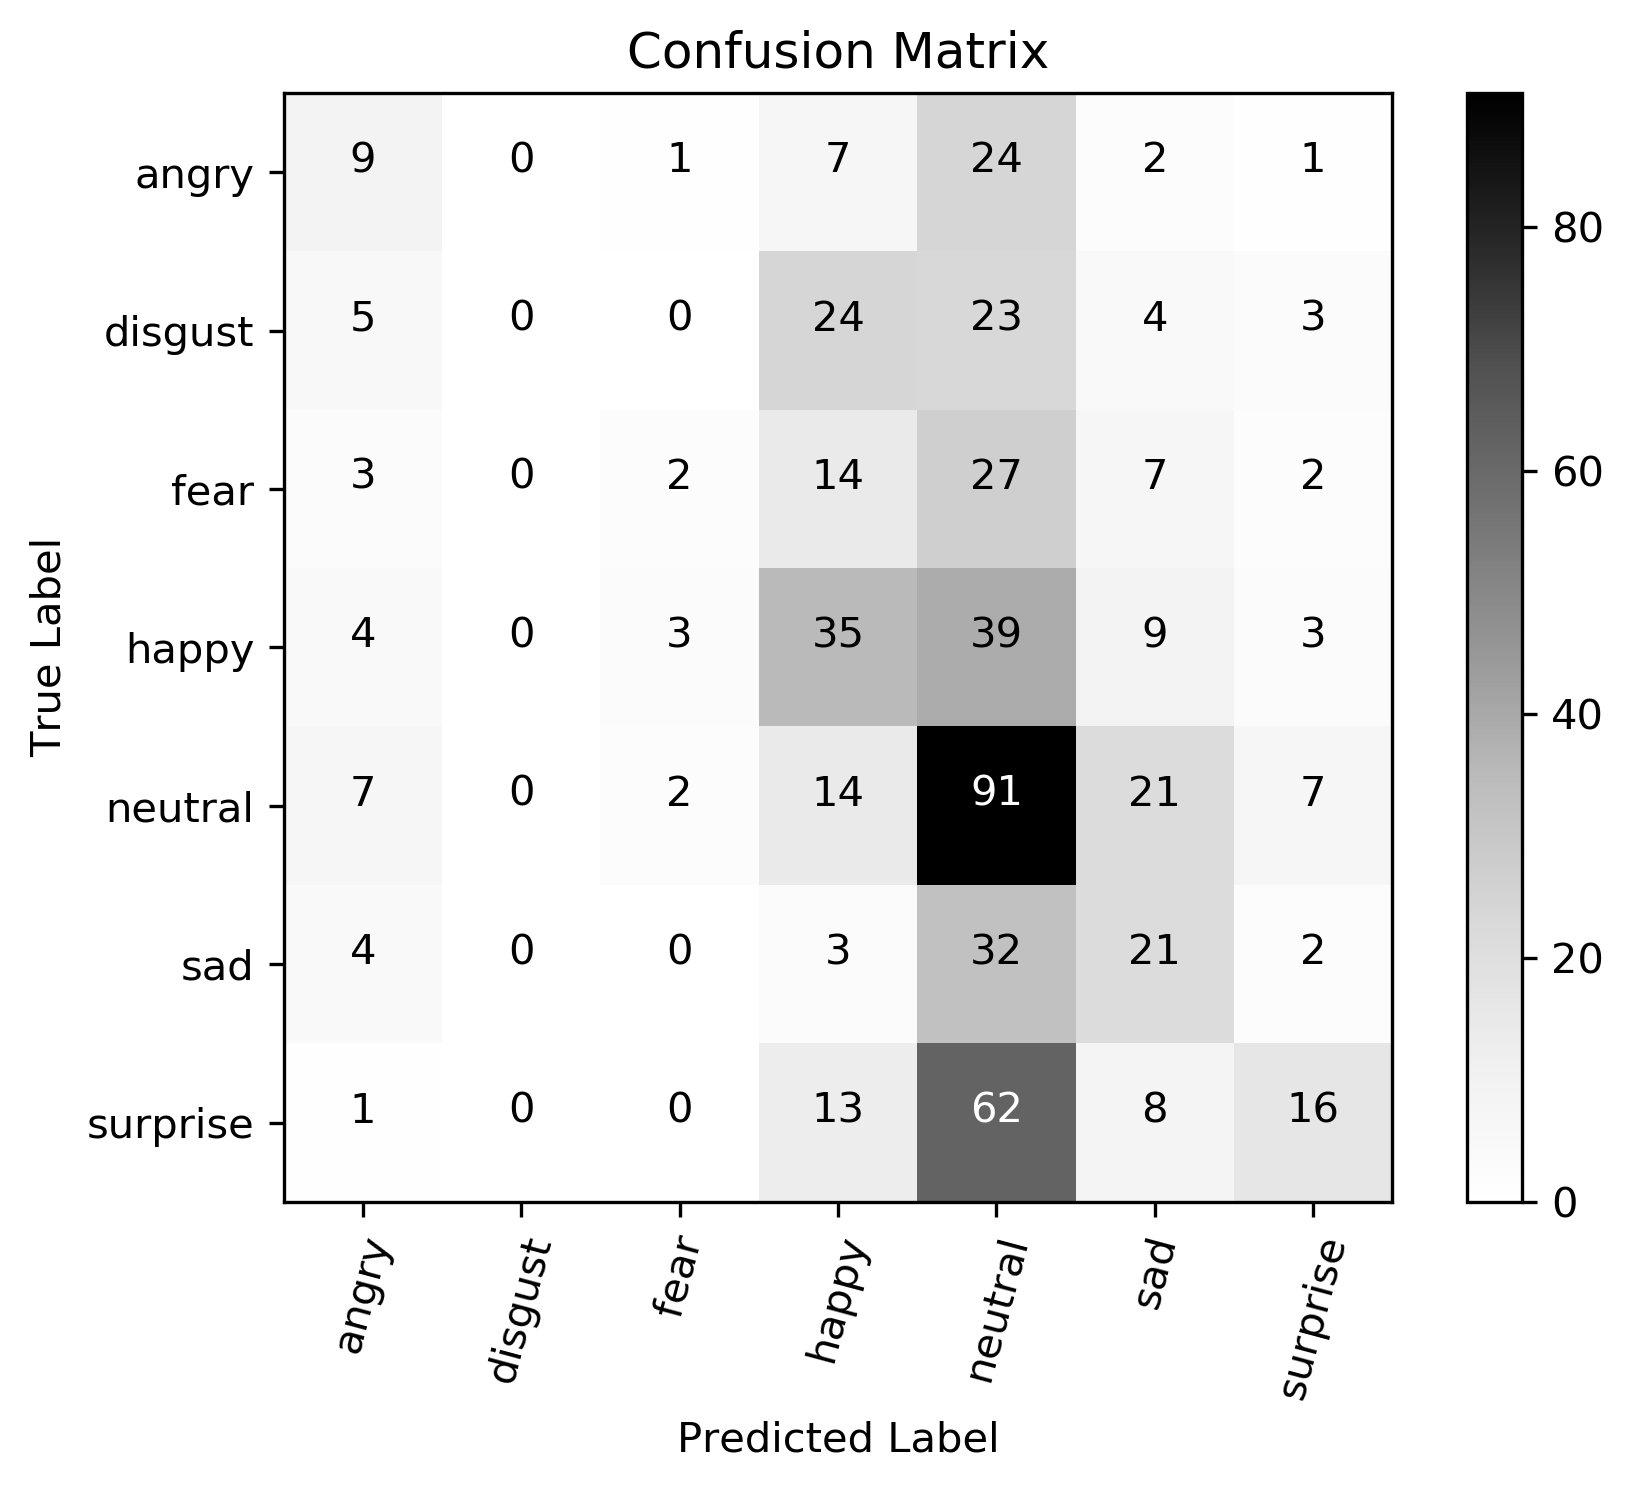 Confusion Matrix
True Label
angry 9 0 1 7 24 2 1
disgust 5 0 0 24 23 4 3
fear 3 0 2 14 27 7 2
happy 4 0 3 35 39 9 3
neutral 7 0 2 14 91 21 7
sad 4 0 0 3 32 21 2
surprise 1 0 0 13 62 8 16
angry disgust fear happy neutral sad surprise
Predicted Label
80
60
40
20
0